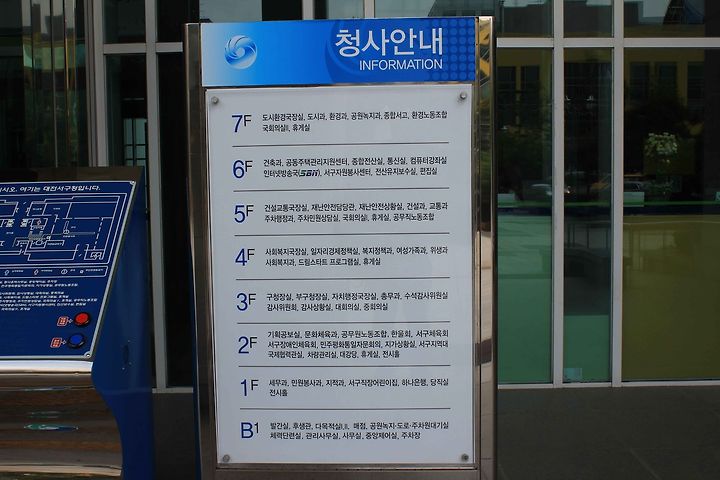 청사안내
INFORMATION
7F
도시환경국장실, 도시과, 환경과, 공원녹지과, 종합서고, 환경노동조합
국회의실II, 휴게실
6F
건축과, 공동주택관리지원센터, 종합전산실, 통신실, 컴퓨터강좌실
인터넷방송국, 서구자원봉사센터, 전산유지보수실, 편집실
5F
건설교통국장실, 재난안전담당관, 재난안전상황실, 건설과, 교통과
주차행정과, 주차민원상담실, 국회의실I, 휴게실, 공무직노동조합
4F
사회복지국장실, 일자리경제정책실, 복지정책과, 여성가족과, 위생과
사회복지과, 드림스타트 프로그램실, 휴게실
3F
구청장실, 부구청장실, 자치행정국장실, 총무과, 수석감사위원실
감사위원회, 감사상황실, 대회의실, 중회의실
2F
기획공보실, 문화체육과, 공무원노동조합, 한울회, 서구체육회
서구장애인체육회, 민주평화통일자문회의, 지가상황실, 서구지역대
국제협력관실, 차량관리실, 대강당, 휴게실, 전시홀
1F
세무과, 민원봉사과, 지적과, 서구직장어린이집, 하나은행, 당직실
전시홀
B1
발간실, 후생관, 다목적실I,II, 매점, 공원녹지·도로·주차원대기실
체력단련실, 관리사무실, 사무실, 중앙제어실, 주차장
시오. 여기는 대전서구청입니다.